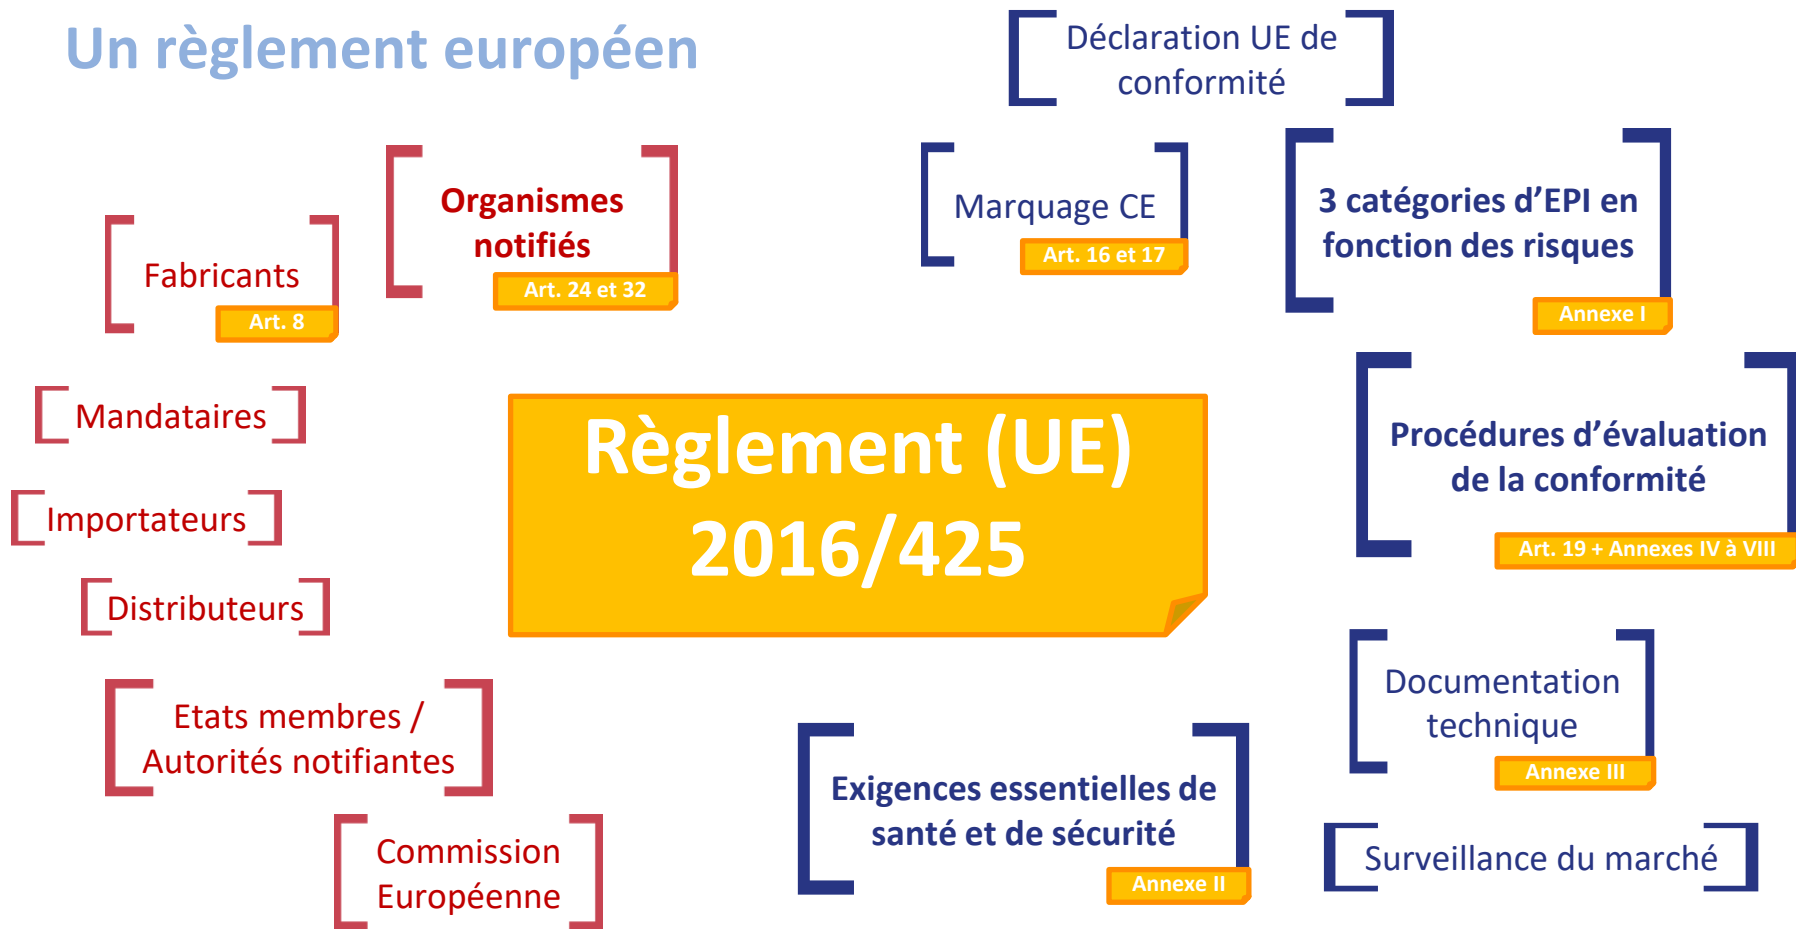 Un règlement européen
Déclaration UE de
conformité
Organismes
notifiés
Art. 24 et 32
Marquage CE
Art. 16 et 17
3 catégories d’EPI en
fonction des risques
Annexe I
Fabricants
Art. 8
Mandataires
Importateurs
Distributeurs
Règlement (UE)
2016/425
Procédures d’évaluation
de la conformité
Art. 19 + Annexes IV à VIII
Etats membres /
Autorités notifiantes
Commission
Européenne
Exigences essentielles de
santé et de sécurité
Annexe II
Documentation
technique
Annexe III
Surveillance du marché